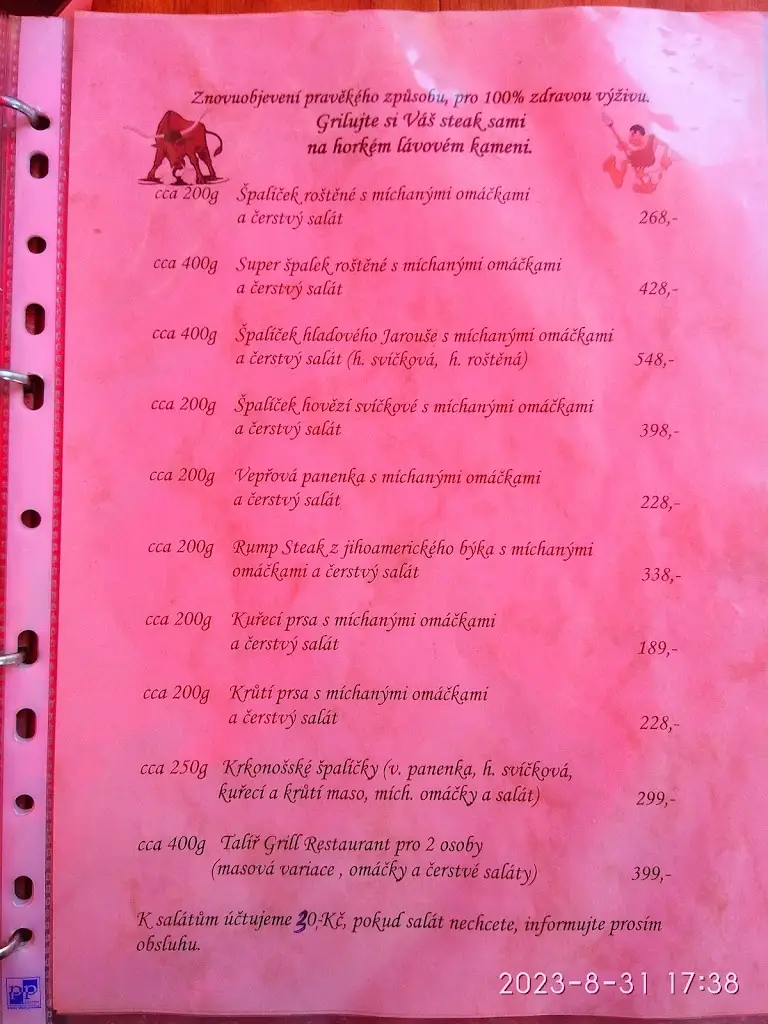 Znovuobjevení pravěkého způsobu, pro 100% zdravou výživu.
Grilujte si Váš steak sami
na horkém lávovém kameni.
cca 200g Špalíček roštěné s míchanými omáčkami
a čerstvý salát 268,-
cca 400g Super špalek roštěné s míchanými omáčkami
a čerstvý salát 428,-
cca 400g Špalíček hladového Jarouše s míchanými omáčkami
a čerstvý salát (h. svíčková, h. roštěná) 548,-
cca 200g Špalíček hovězí svíčkové s míchanými omáčkami
a čerstvý salát 398,-
cca 200g Vepřová panenka s míchanými omáčkami
a čerstvý salát 228,-
cca 200g Rump Steak z jihoamerického býka s míchanými
omáčkami a čerstvý salát 338,-
cca 200g Kuřecí prsa s míchanými omáčkami
a čerstvý salát 189,-
cca 200g Krůtí prsa s míchanými omáčkami
a čerstvý salát 228,-
cca 250g Krkonošské špalíčky (v. panenka, h. svíčková,
kuřecí a krůtí maso, mích. omáčky a salát) 299,-
cca 400g Talíř Grill Restaurant pro 2 osoby
(masová variace , omáčky a čerstvé saláty) 399,-
K salátům účtujeme 30,-Kč, pokud salát nechcete, informujte prosím
obsluhu.
2023-8-31 17:38